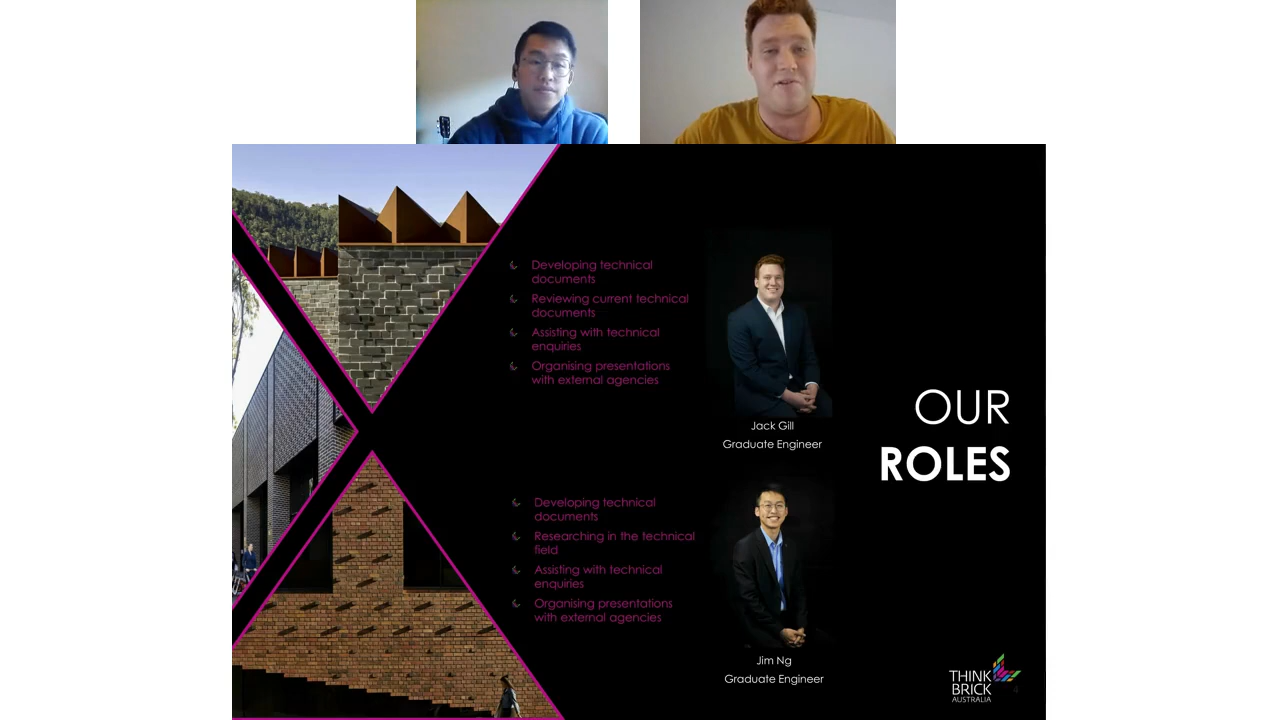 Developing technical
documents
Reviewing current technical
documents
Assisting with technical
enquiries
Organising presentations
with external agencies
Jack Gill
Graduate Engineer
OUR
ROLES
Developing technical
documents
Researching in the technical
field
Assisting with technical
enquiries
Organising presentations
with external agencies
Jim Ng
Graduate Engineer
THINK
BRICK
AUSTRALIA
4